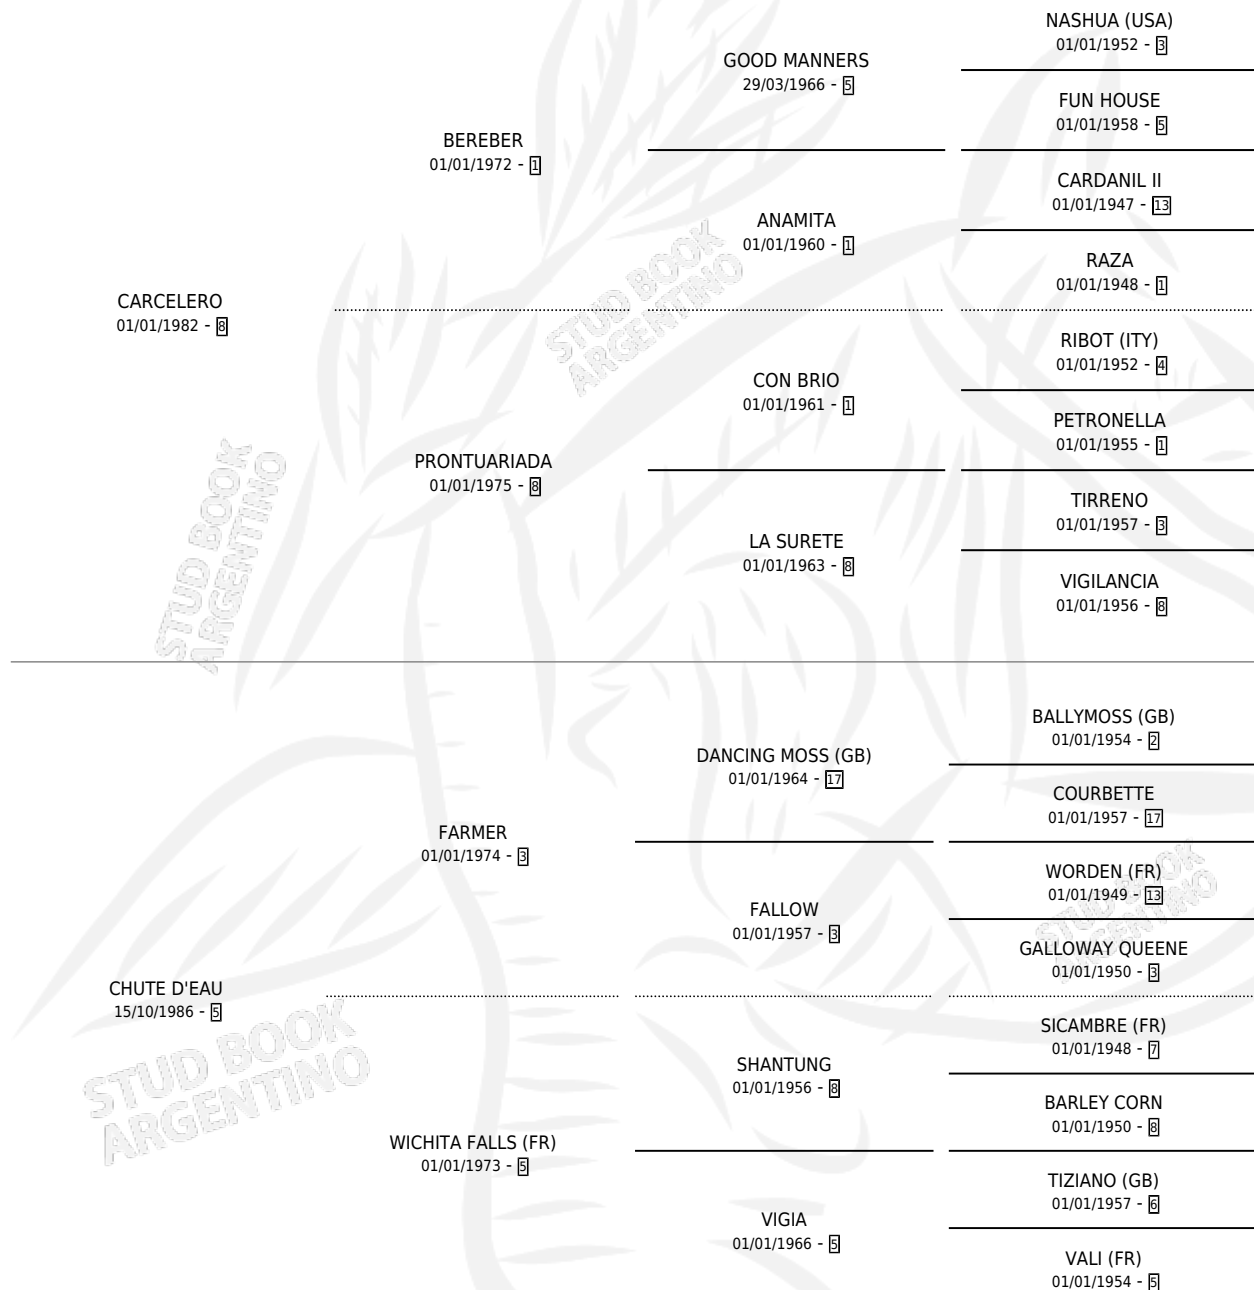 NASHUA (USA)
01/01/1952 - 3
GOOD MANNERS
29/03/1966 - 5
FUN HOUSE
01/01/1958 - 5
BEREBER
01/01/1972 - 1
CARDANIL II
01/01/1947 - 13
ANAMITA
01/01/1960 - 1
RAZA
01/01/1948 - 1
CARCELERO
01/01/1982 - 8
RIBOT (ITY)
01/01/1952 - 4
CON BRIO
01/01/1961 - 1
PETRONELLA
01/01/1955 - 1
PRONTUARIADA
01/01/1975 - 8
TIRRENO
01/01/1957 - 3
LA SURETE
01/01/1963 - 8
VIGILANCIA
01/01/1956 - 8
BALLYMOSS (GB)
01/01/1954 - 2
DANCING MOSS (GB)
01/01/1964 - 17
COURBETTE
01/01/1957 - 17
FARMER
01/01/1974 - 3
WORDEN (FR)
01/01/1949 - 13
FALLOW
01/01/1957 - 3
GALLOWAY QUEENE
01/01/1950 - 3
CHUTE D'EAU
15/10/1986 - 5
SICAMBRE (FR)
01/01/1948 - 7
SHANTUNG
01/01/1956 - 8
BARLEY CORN
01/01/1950 - 8
WICHITA FALLS (FR)
01/01/1973 - 5
TIZIANO (GB)
01/01/1957 - 6
VIGIA
01/01/1966 - 5
VALI (FR)
01/01/1954 - 5
STUD BOOK
ARGENTINO
STUD BOOK
ARGENTINO
STUD BOOK
ARGENTINO
STUD BOOK
ARGENTINO